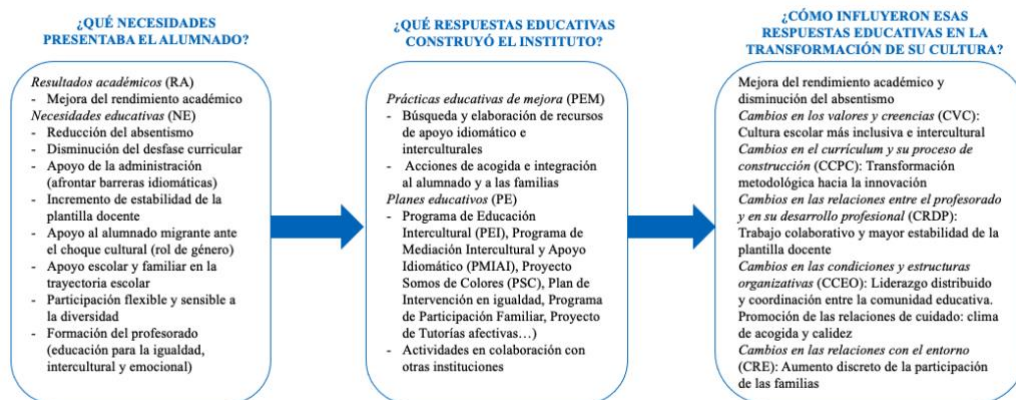 ¿QUÉ NECESIDADES
PRESENTABA EL ALUMNADO?
Resultados académicos (RA)
- Mejora del rendimiento académico
Necesidades educativas (NE)
- Reducción del absentismo
- Disminución del desfase curricular
- Apoyo de la administración
(afrontar barreras idiomáticas)
- Incremento de estabilidad de la
plantilla docente
- Apoyo al alumnado migrante ante
el choque cultural (rol de género)
- Apoyo escolar y familiar en la
trayectoria escolar
- Participación flexible y sensible a
la diversidad
- Formación del profesorado
(educación para la igualdad,
intercultural y emocional)
¿QUÉ RESPUESTAS EDUCATIVAS
CONSTRUYÓ EL INSTITUTO?
Prácticas educativas de mejora (PEM)
- Búsqueda y elaboración de recursos
de apoyo idiomático e
interculturales
- Acciones de acogida e integración
al alumnado y a las familias
Planes educativos (PE)
- Programa de Educación
Intercultural (PEI), Programa de
Mediación Intercultural y Apoyo
Idiomático (PMIAI), Proyecto
Somos de Colores (PSC), Plan de
Intervención en igualdad, Programa
de Participación Familiar, Proyecto
de Tutorías afectivas…)
- Actividades en colaboración con
otras instituciones
¿CÓMO INFLUYERON ESAS
RESPUESTAS EDUCATIVAS EN LA
TRANSFORMACIÓN DE SU CULTURA?
Mejora del rendimiento académico y
disminución del absentismo
Cambios en los valores y creencias (CVC):
Cultura escolar más inclusiva e intercultural
Cambios en el currículum y su proceso de
construcción (CCPC): Transformación
metodológica hacia la innovación
Cambios en las relaciones entre el profesorado
y en su desarrollo profesional (CRDP):
Trabajo colaborativo y mayor estabilidad de la
plantilla docente
Cambios en las condiciones y estructuras
organizativas (CCEO): Liderazgo distribuido
y coordinación entre la comunidad educativa.
Promoción de las relaciones de cuidado: clima
de acogida y calidez
Cambios en las relaciones con el entorno
(CRE): Aumento discreto de la participación
de las familias